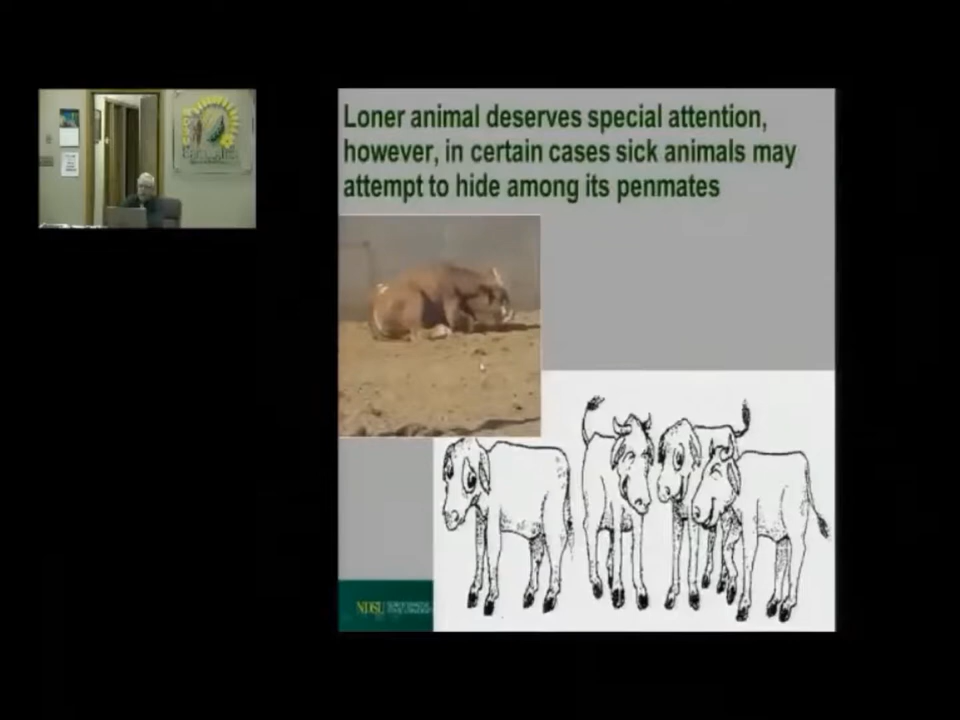 Loner animal deserves special attention,
however, in certain cases sick animals may
attempt to hide among its penmates
NDSU